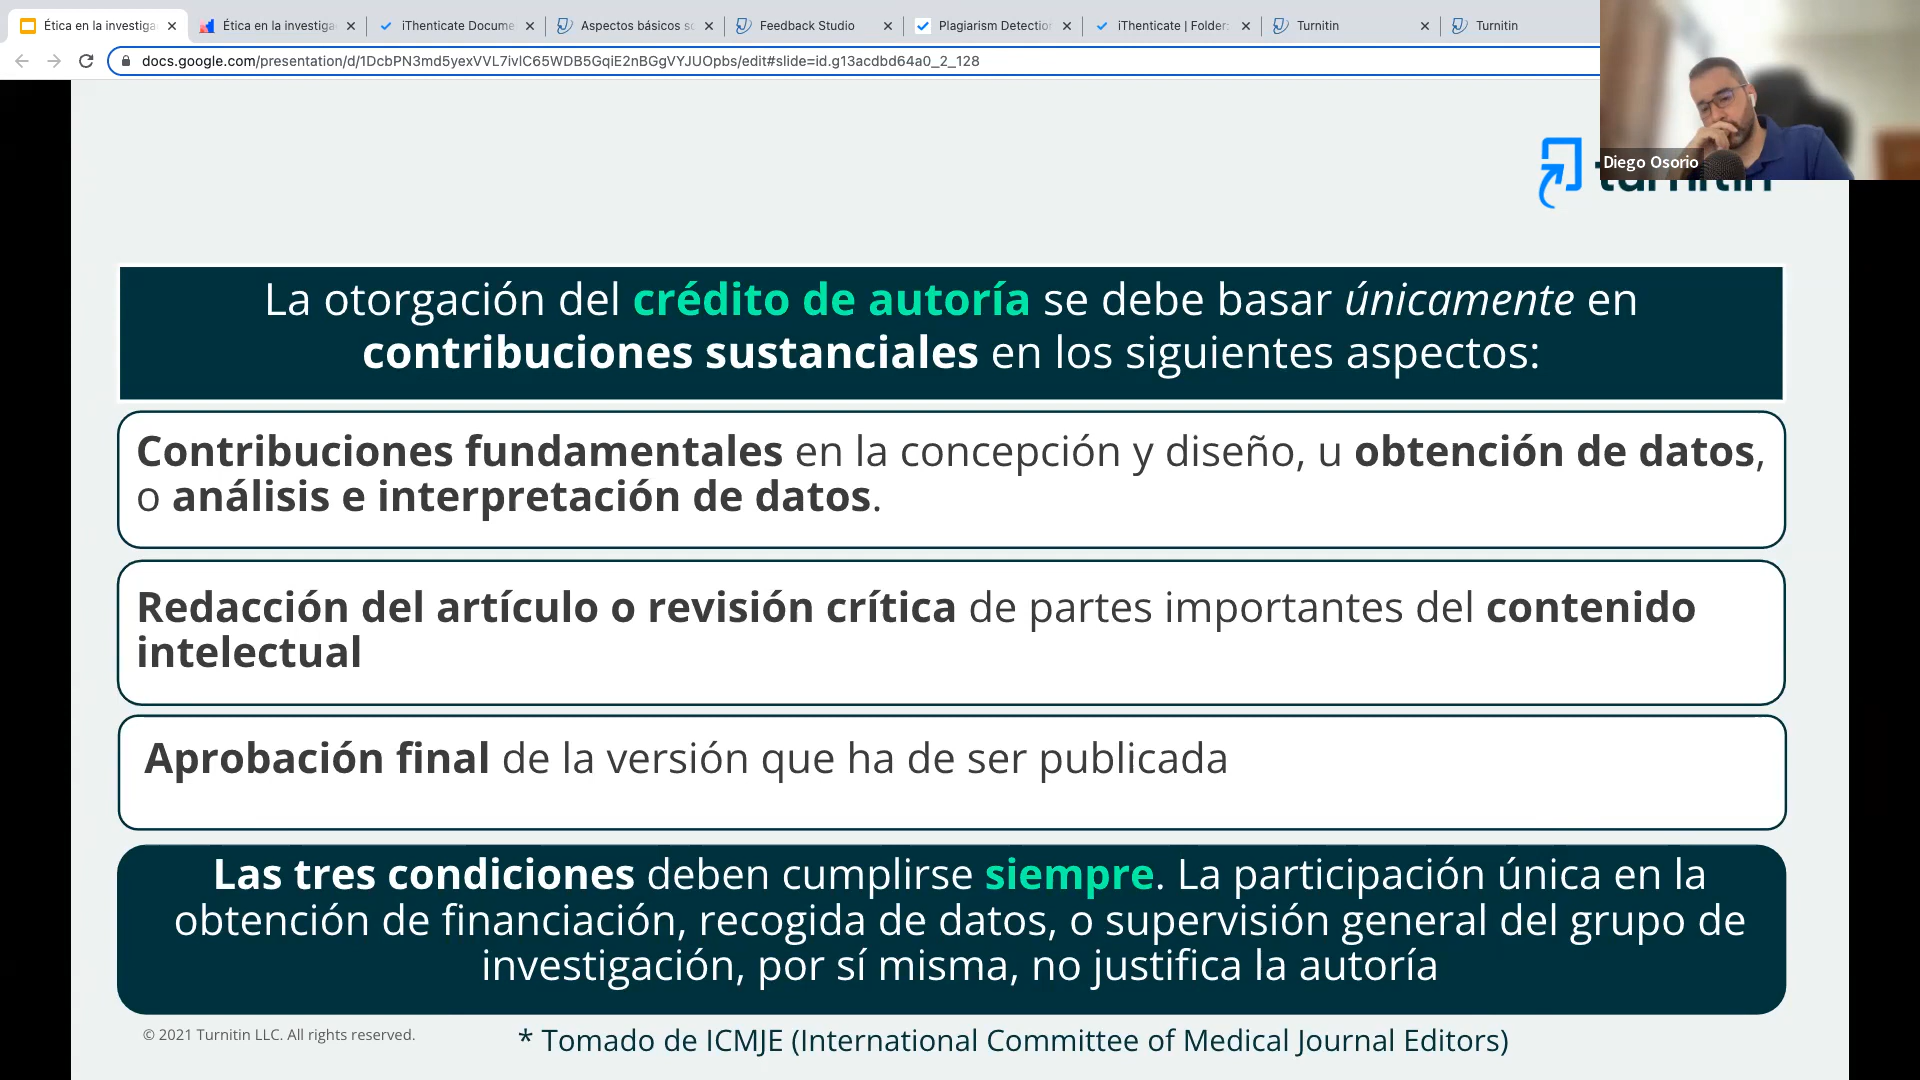 Ética en la investiga
Ética en la investiga
iThenticate Docume
Aspectos básicos so
Feedback Studio
Plagiarism Detection
iThenticate | Folder:
Turnitin
Turnitin
docs.google.com/presentation/d/1DcbPN3md5yexVVL7ivlC65WDB5GqiE2nBGgVYJUOpbs/edit#slide=id.g13acdbd64a0_2_128
Diego Osorio
turnitin
La otorgación del crédito de autoría se debe basar únicamente en
contribuciones sustanciales en los siguientes aspectos:
Contribuciones fundamentales en la concepción y diseño, u obtención de datos,
o análisis e interpretación de datos.
Redacción del artículo o revisión crítica de partes importantes del contenido
intelectual
Aprobación final de la versión que ha de ser publicada
Las tres condiciones deben cumplirse siempre. La participación única en la
obtención de financiación, recogida de datos, o supervisión general del grupo de
investigación, por sí misma, no justifica la autoría
© 2021 Turnitin LLC. All rights reserved.
* Tomado de ICMJE (International Committee of Medical Journal Editors)